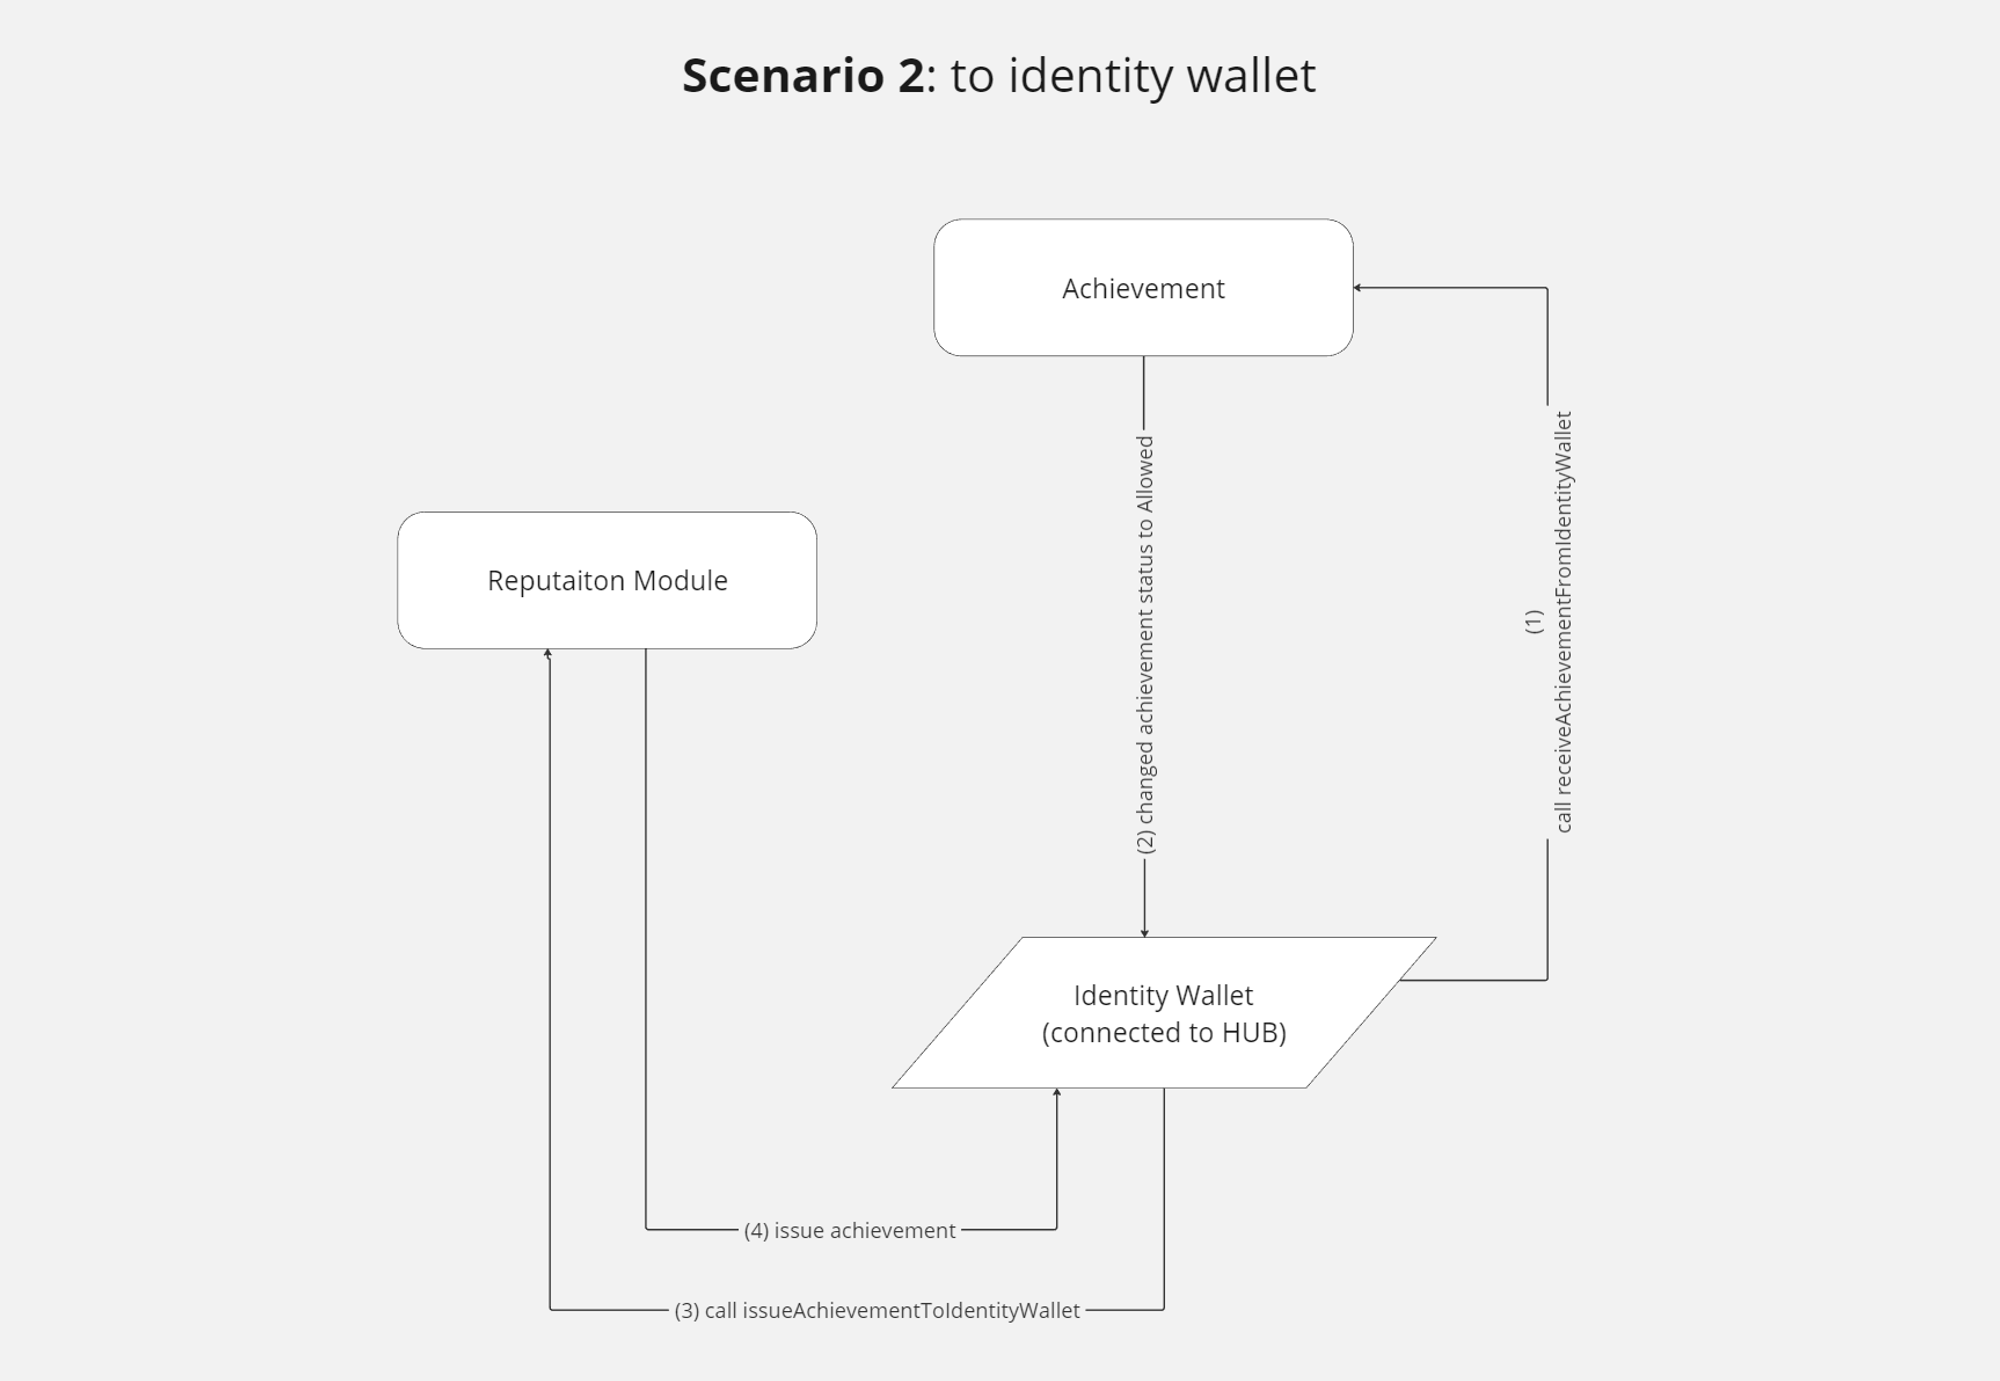 Scenario 2: to identity wallet
Achievement
(1)
call receiveAchievementFromIdentityWallet
(2) changed achievement status to Allowed
Reputaiton Module
Identity Wallet
(connected to HUB)
(4) issue achievement
(3) call issueAchievementToIdentityWallet